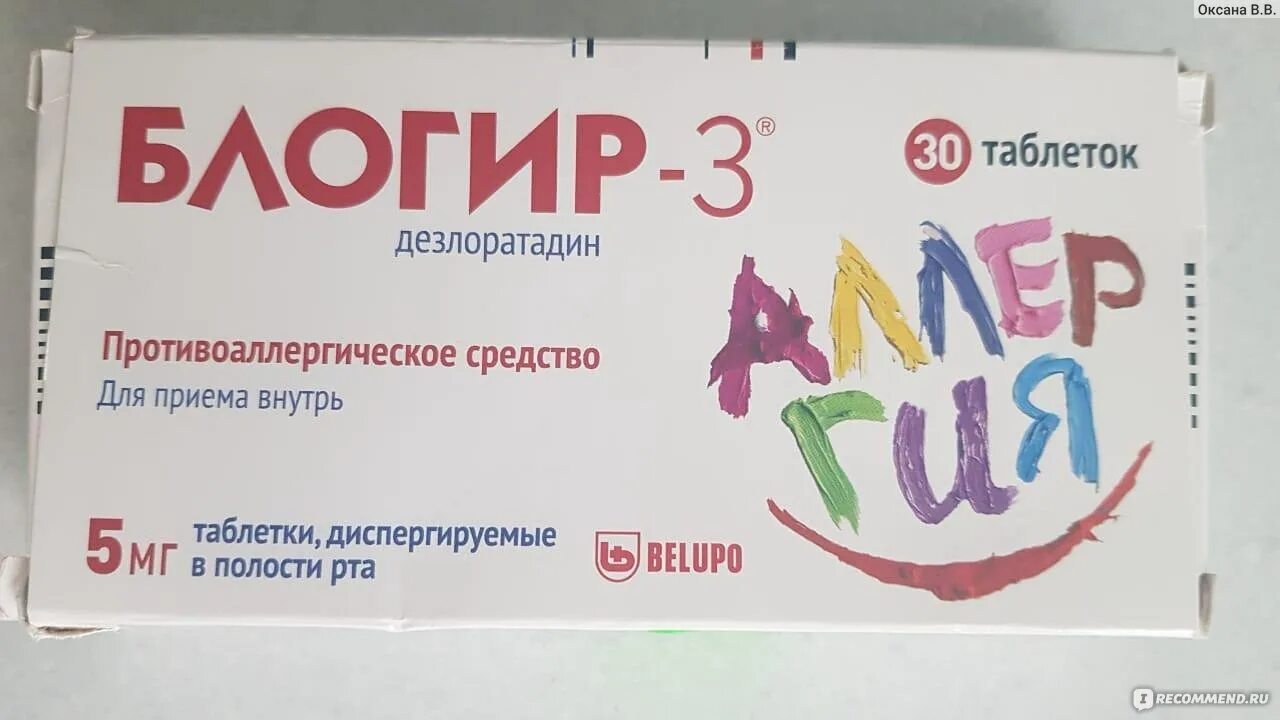 Оксана В.В.
БЛОГИР-3®
30 таблеток
дезлоратадин
АЛЛЕР
ГИЯ
Противоаллергическое средство
Для приема внутрь
5 мг таблетки, диспергируемые
в полости рта
BELUPO
IRECOMMEND.RU